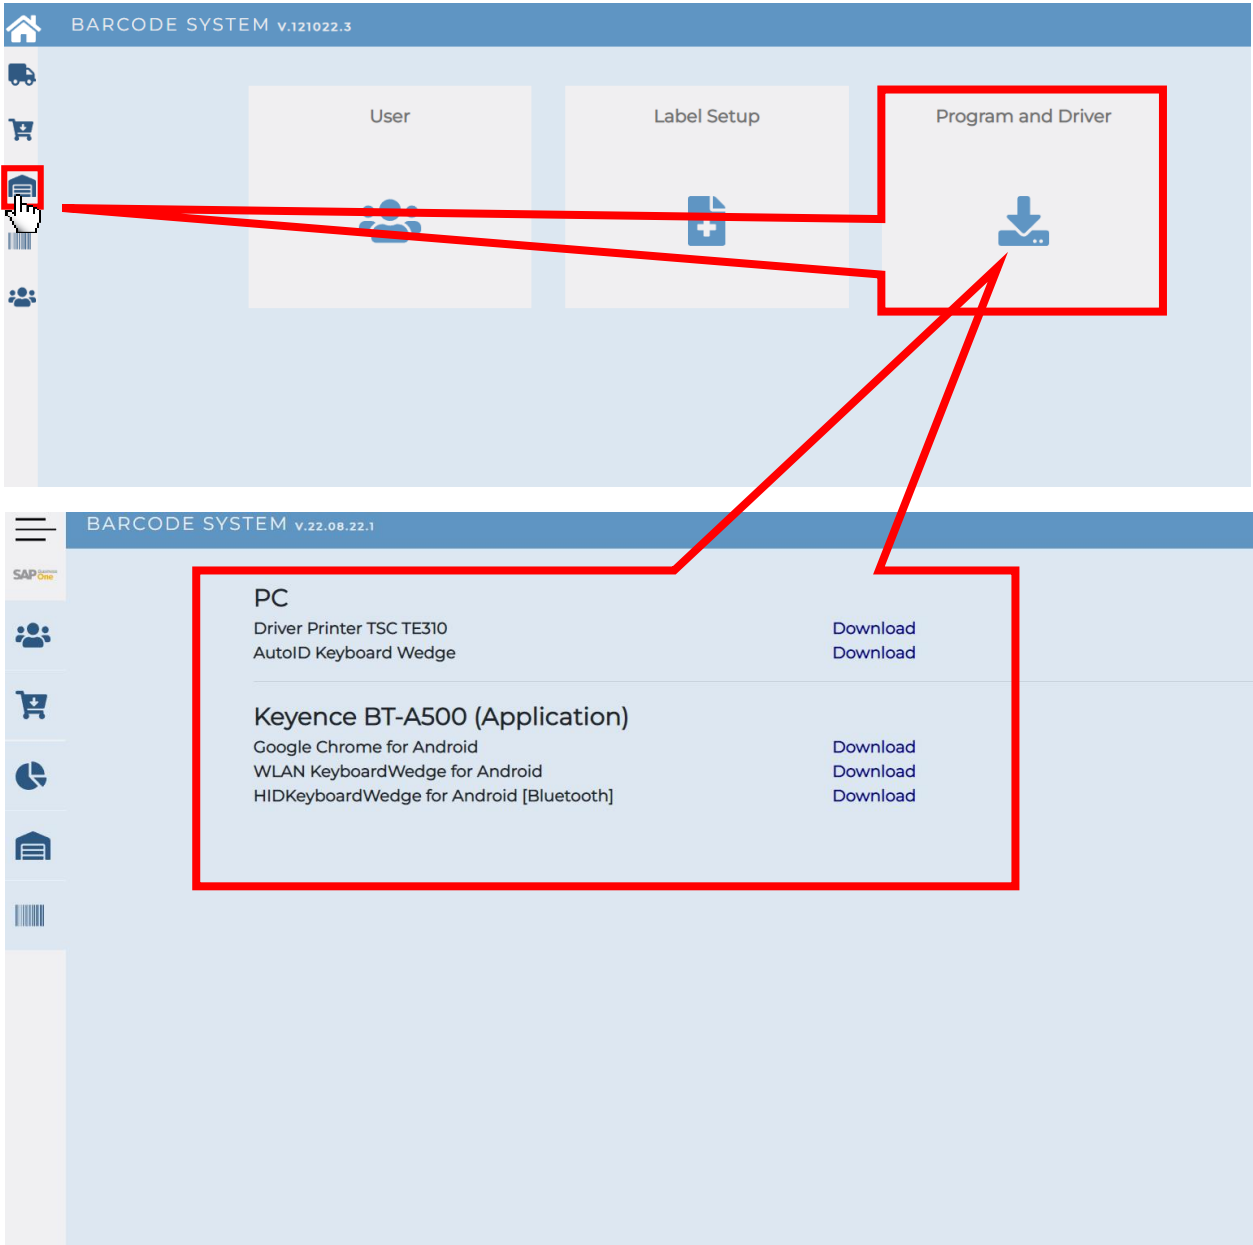 BARCODE SYSTEM V.121022.3
User
Label Setup
Program and Driver
BARCODE SYSTEM V.22.08.22.1
SAP One
PC
Driver Printer TSC TE310 Download
AutoID Keyboard Wedge Download
Keyence BT-A500 (Application)
Google Chrome for Android Download
WLAN KeyboardWedge for Android Download
HIDKeyboardWedge for Android [Bluetooth] Download